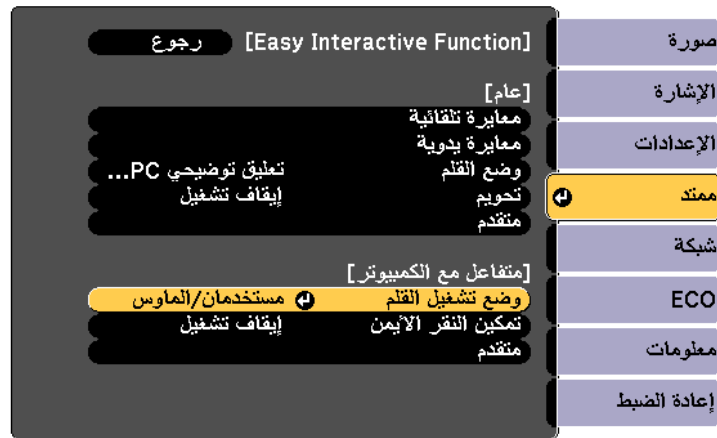 صورة
الإشارة
الإعدادات
ممتد
شبكة
ECO
معلومات
إعادة الضبط
[Easy Interactive Function] رجوع
[عام]
معايرة تلقائية
معايرة يدوية
وضع القلم تعليق توضيحي PC...
تحويم إيقاف تشغيل
متقدم
[متفاعل مع الكمبيوتر]
وضع تشغيل القلم مستخدمان/الماوس
تمكين النقر الأيمن إيقاف تشغيل
متقدم